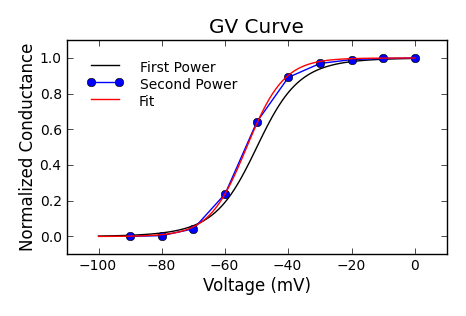 GV Curve
Normalized Conductance
1.0
0.8
0.6
0.4
0.2
0.0
First Power
Second Power
Fit
−100 −80 −60 −40 −20 0
Voltage (mV)